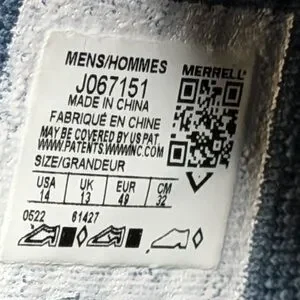 MENS/HOMMES
J067151
MADE IN CHINA
FABRIQUÉ EN CHINE
MAY BE COVERED BY US PAT.
WWW.PATENTS.WWWINC.COM
SIZE/GRANDEUR
USA UK EUR CM
14 13 49 32
0522 61427
MERRELL